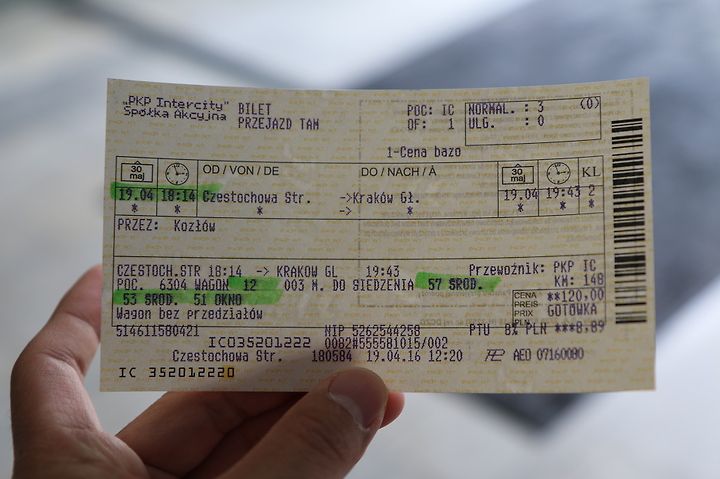 "PKP Intercity" BILET POC: IC NORMAL. : 3 (0)
Spółka Akcyjna PRZEJAZD TAM OF: 1 ULG. : 0
1-Cena bazo
30 maj OD / VON / DE DO / NACH / À 30 maj KL
19.04 18:14 Czestochowa Str. ->Kraków Gł. 19.04 19:43 2
* * * -> * * * *
PRZEZ: Kozłów
CZESTOCH.STR 18:14 -> KRAKOW GL 19:43 Przewoźnik: PKP IC
POC. 6304 WAGON 12 003 M. DO SIEDZENIA 57 SROD. KM: 148
53 SROD. 51 OKNO CENA PREIS PRIX PLN **120,00
Wagon bez przedziałów GOTÓWKA
514611580421 NIP 5262544258 PTU 8% PLN ***8,89
IC035201222 0082#555581015/002
Czestochowa Str. 180584 19.04.16 12:20 AEO 07160080
IC 352012220